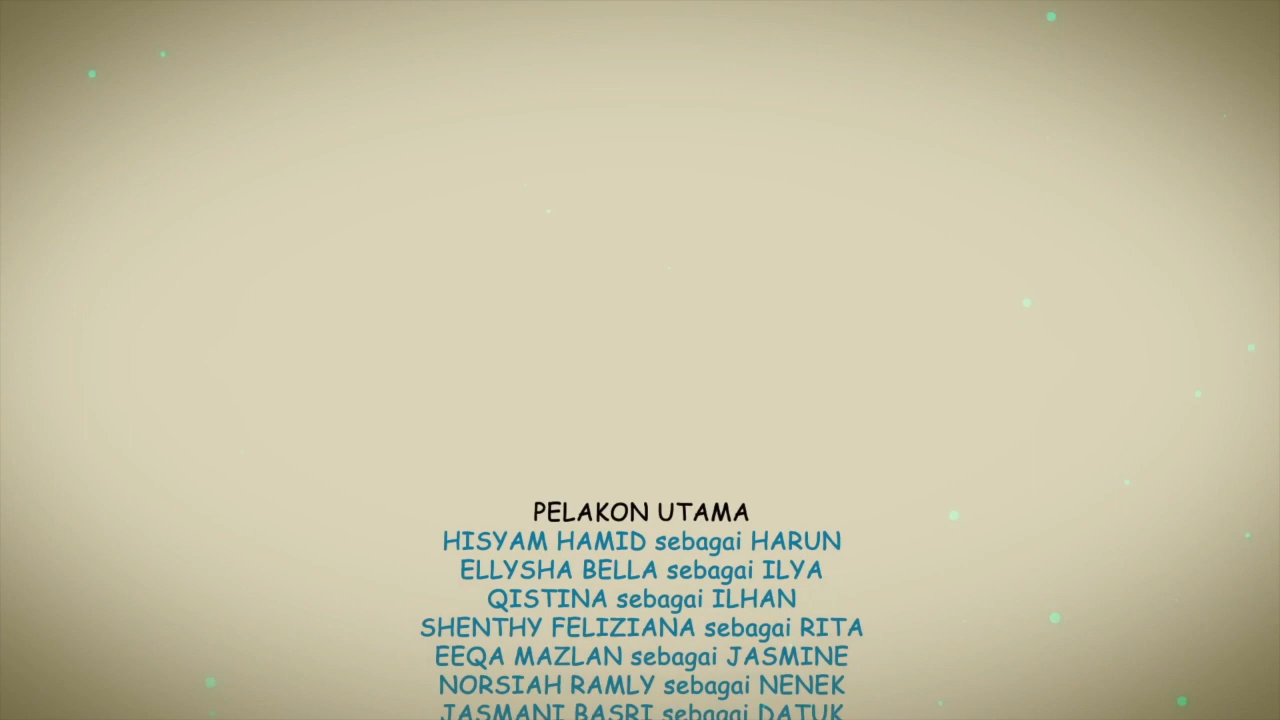 PELAKON UTAMA
HISYAM HAMID sebagai HARUN
ELLYSHA BELLA sebagai ILYA
QISTINA sebagai ILHAN
SHENTHY FELIZIANA sebagai RITA
EEQA MAZLAN sebagai JASMINE
NORSIAH RAMLY sebagai NENEK
JASMANI BASRI sebagai DATUK